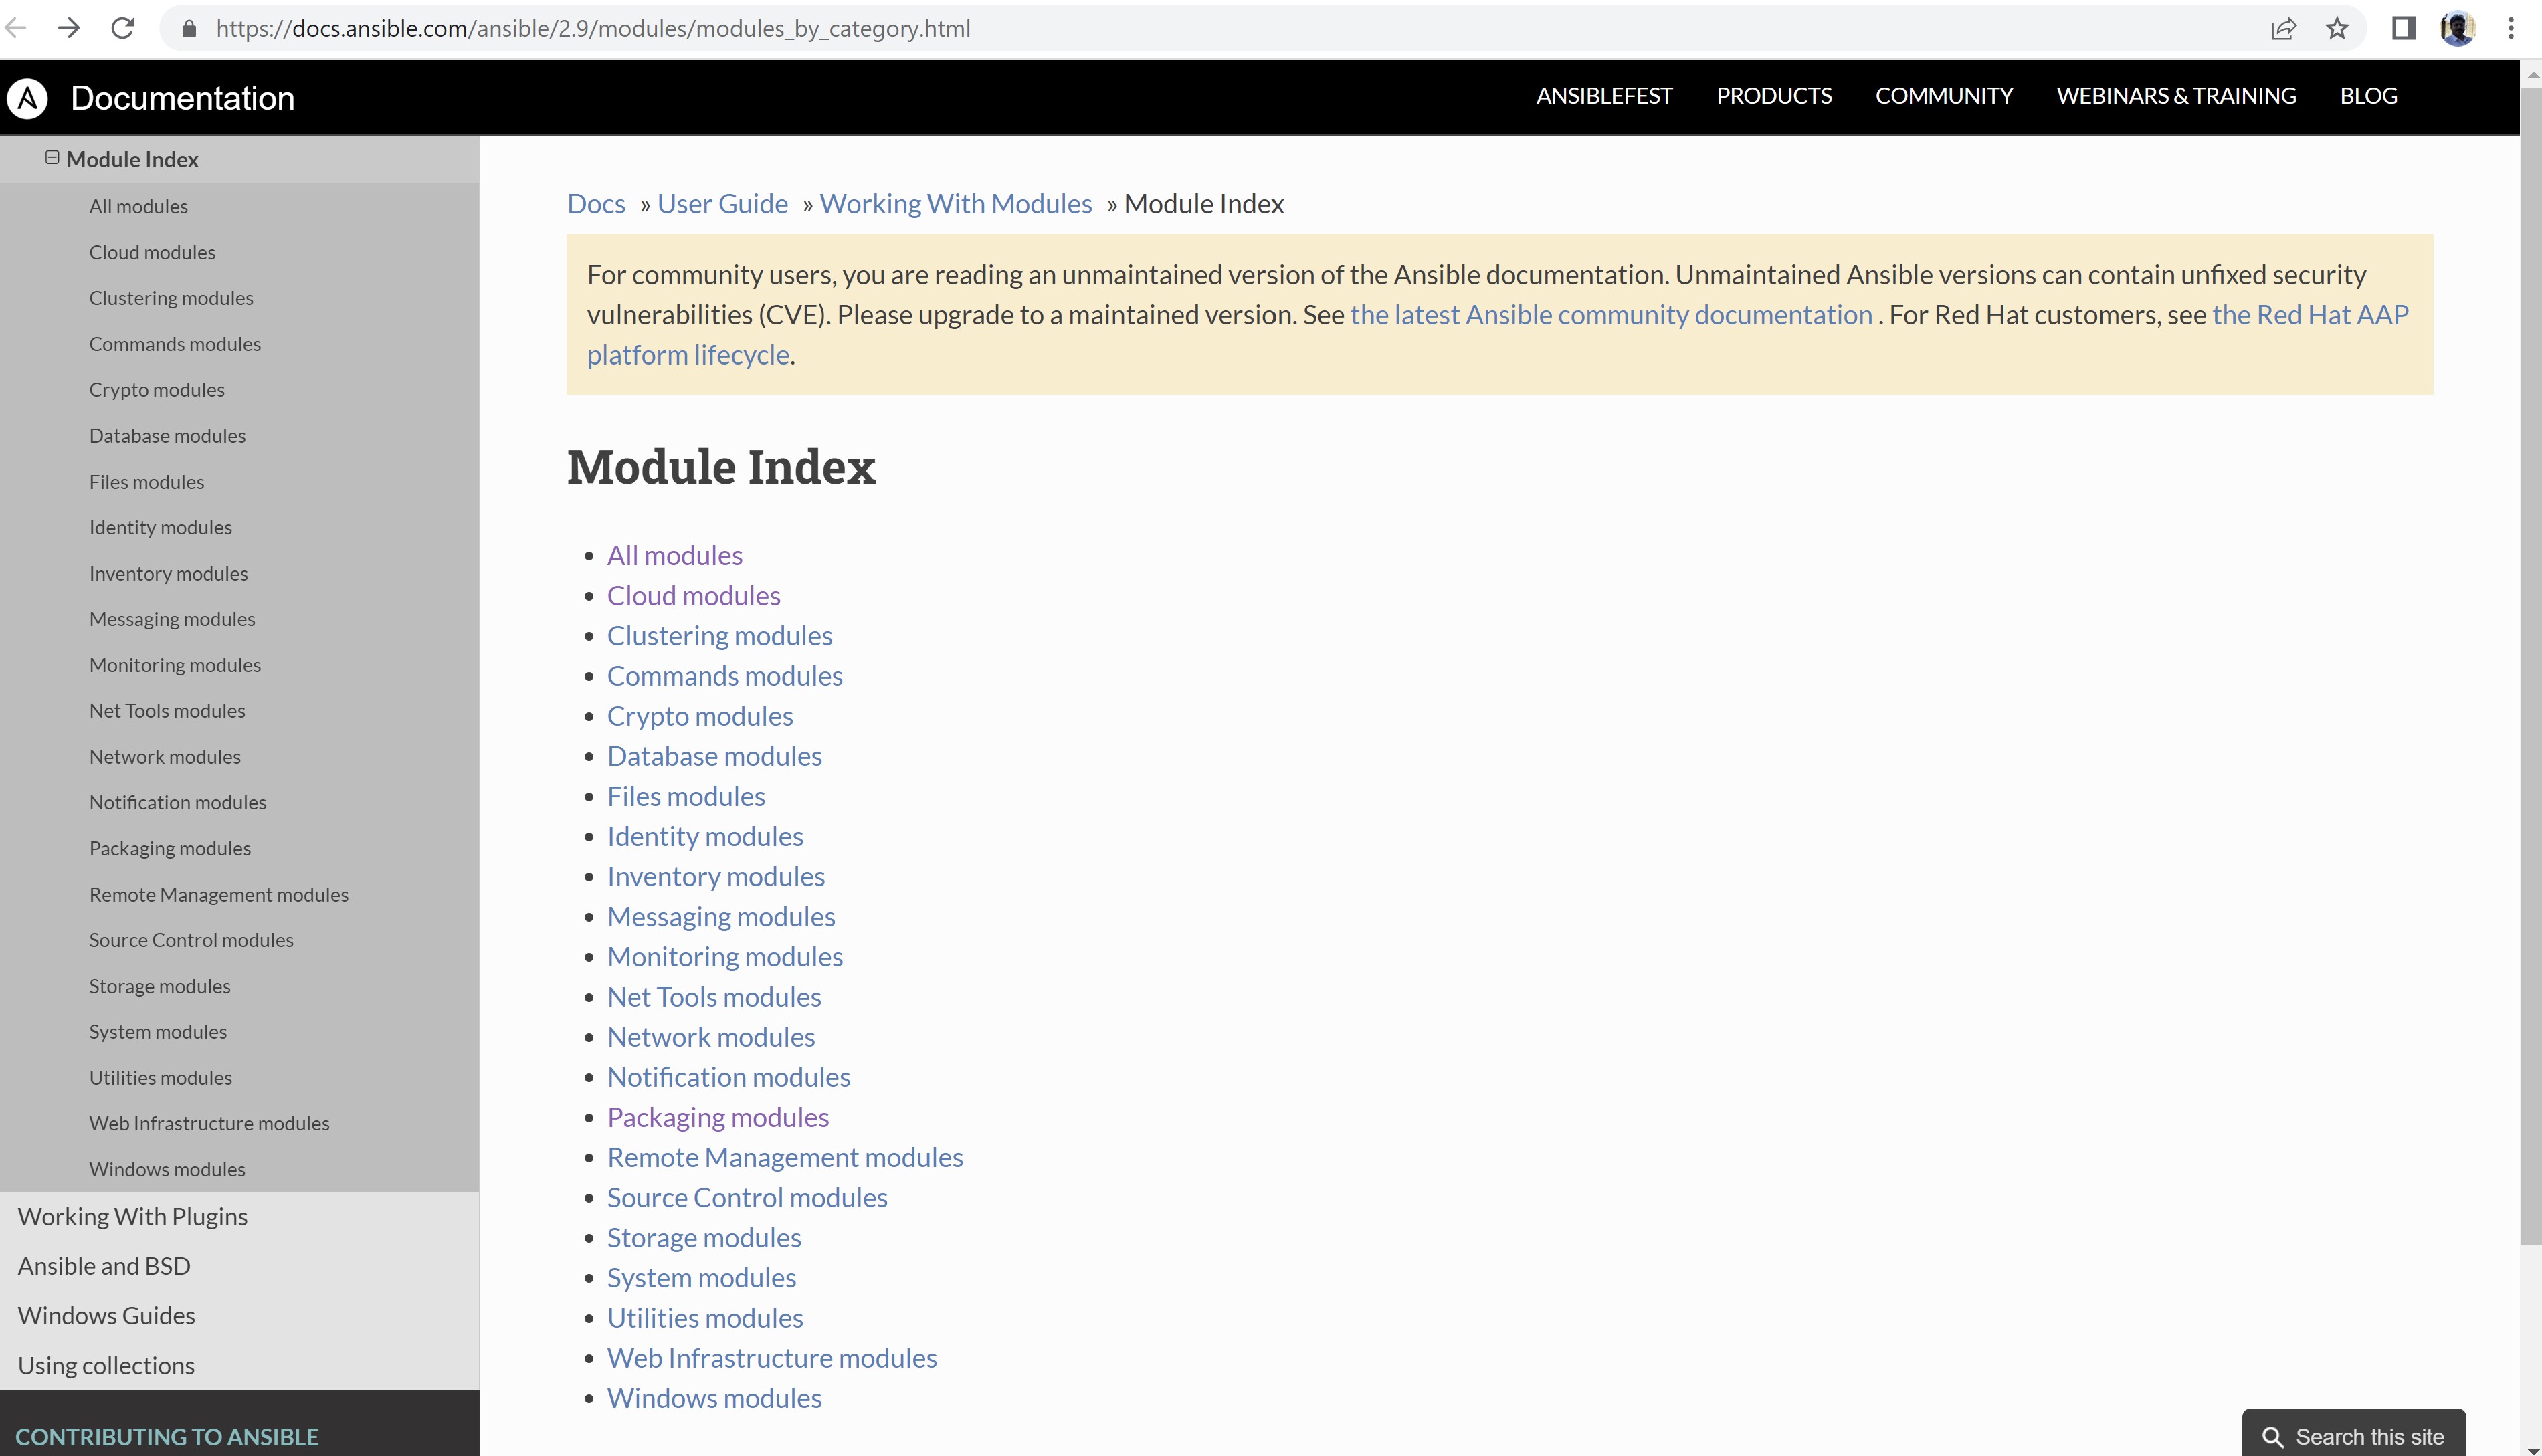 https://docs.ansible.com/ansible/2.9/modules/modules_by_category.html
Documentation
ANSIBLEFEST PRODUCTS COMMUNITY WEBINARS & TRAINING BLOG
Module Index
All modules
Cloud modules
Clustering modules
Commands modules
Crypto modules
Database modules
Files modules
Identity modules
Inventory modules
Messaging modules
Monitoring modules
Net Tools modules
Network modules
Notification modules
Packaging modules
Remote Management modules
Source Control modules
Storage modules
System modules
Utilities modules
Web Infrastructure modules
Windows modules
Working With Plugins
Ansible and BSD
Windows Guides
Using collections
CONTRIBUTING TO ANSIBLE
Docs » User Guide » Working With Modules » Module Index
For community users, you are reading an unmaintained version of the Ansible documentation. Unmaintained Ansible versions can contain unfixed security
vulnerabilities (CVE). Please upgrade to a maintained version. See the latest Ansible community documentation . For Red Hat customers, see the Red Hat AAP
platform lifecycle.
Module Index
• All modules
• Cloud modules
• Clustering modules
• Commands modules
• Crypto modules
• Database modules
• Files modules
• Identity modules
• Inventory modules
• Messaging modules
• Monitoring modules
• Net Tools modules
• Network modules
• Notification modules
• Packaging modules
• Remote Management modules
• Source Control modules
• Storage modules
• System modules
• Utilities modules
• Web Infrastructure modules
• Windows modules
Search this site